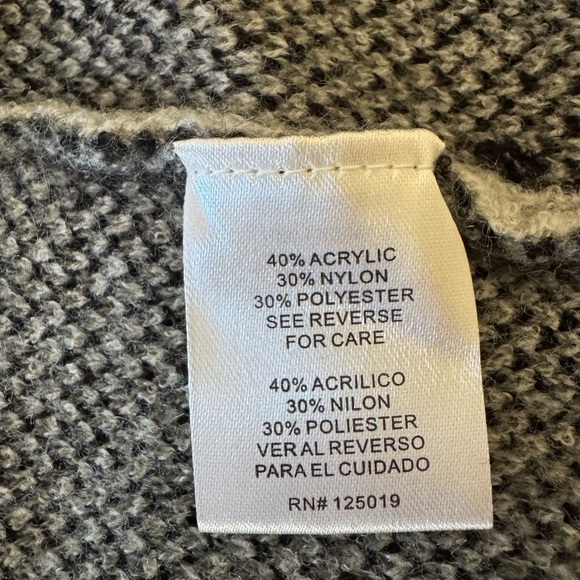 40% ACRYLIC
30% NYLON
30% POLYESTER
SEE REVERSE
FOR CARE
40% ACRILICO
30% NILON
30% POLIESTER
VER AL REVERSO
PARA EL CUIDADO
RN# 125019